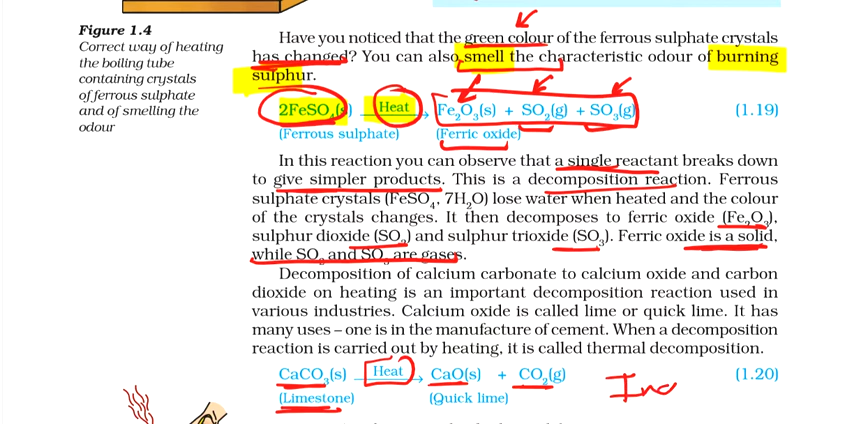 Figure 1.4
Correct way of heating
the boiling tube
containing crystals
of ferrous sulphate
and of smelling the
odour
Have you noticed that the green colour of the ferrous sulphate crystals
has changed? You can also smell the characteristic odour of burning
sulphur.
2FeSO₄(s) Heat → Fe₂O₃(s) + SO₂(g) + SO₃(g) (1.19)
(Ferrous sulphate) (Ferric oxide)
In this reaction you can observe that a single reactant breaks down
to give simpler products. This is a decomposition reaction. Ferrous
sulphate crystals (FeSO₄, 7H₂O) lose water when heated and the colour
of the crystals changes. It then decomposes to ferric oxide (Fe₂O₃),
sulphur dioxide (SO₂) and sulphur trioxide (SO₃). Ferric oxide is a solid,
while SO₂ and SO₃ are gases.
Decomposition of calcium carbonate to calcium oxide and carbon
dioxide on heating is an important decomposition reaction used in
various industries. Calcium oxide is called lime or quick lime. It has
many uses – one is in the manufacture of cement. When a decomposition
reaction is carried out by heating, it is called thermal decomposition.
CaCO₃(s) Heat → CaO(s) + CO₂(g) (1.20)
(Limestone) (Quick lime)